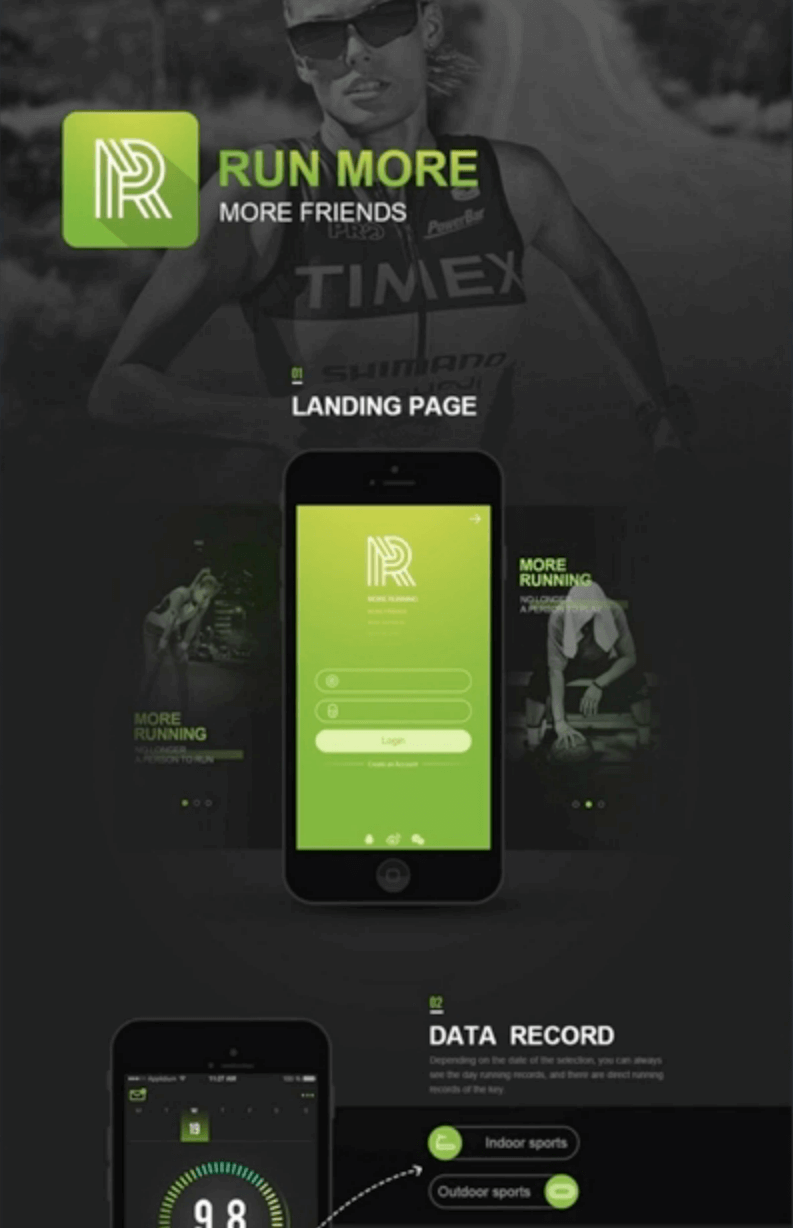 RUN MORE
MORE FRIENDS
PRO
PowerBar
TIMEX
SHIMANO
01
LANDING PAGE
MORE RUNNING
Login
Create an Account
MORE
RUNNING
NO LONGER
A PERSON TO RUN
MORE
RUNNING
NO LONGER
A PERSON TO PLAY
02
DATA RECORD
Depending on the date of the selection, you can always
see the day running records, and there are direct running
records of the key.
11:27 AM
100 %
W
19
9.8
Indoor sports
Outdoor sports